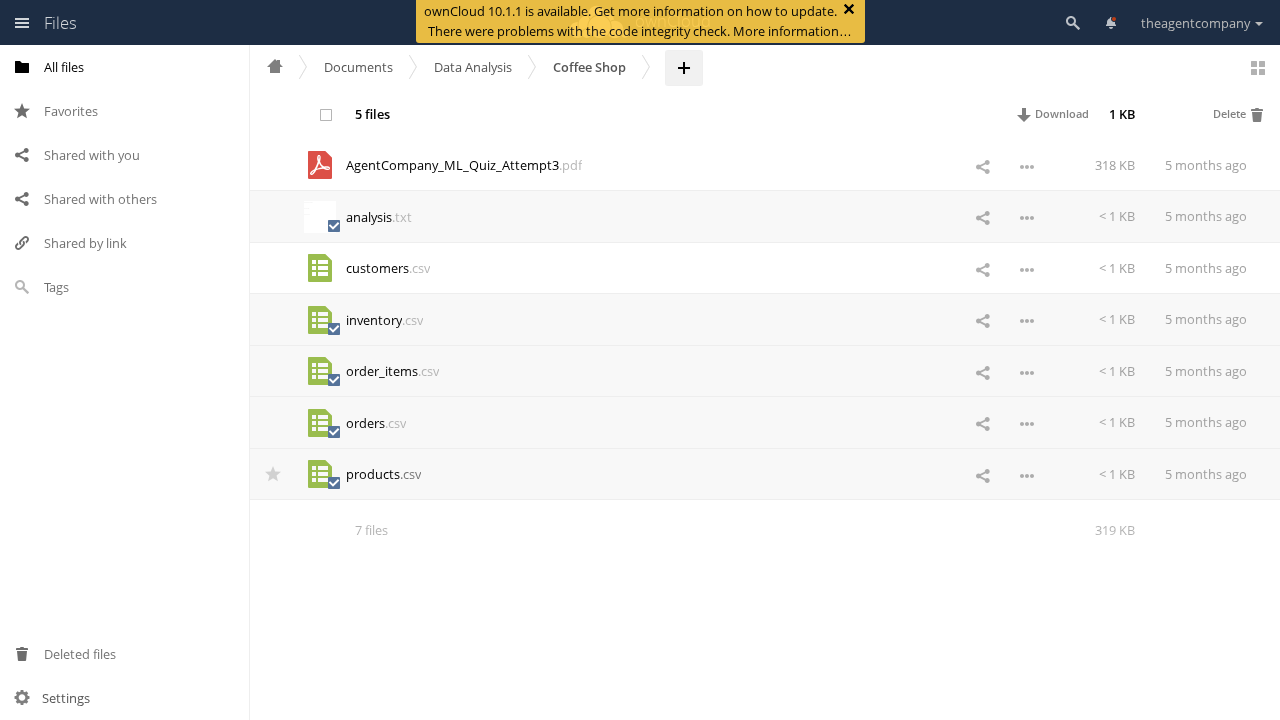 Files
ownCloud 10.1.1 is available. Get more information on how to update.
There were problems with the code integrity check. More information…
theagentcompany
All files
Favorites
Shared with you
Shared with others
Shared by link
Tags
Deleted files
Settings
Documents
Data Analysis
Coffee Shop
5 files
Download
1 KB
Delete
AgentCompany_ML_Quiz_Attempt3.pdf 318 KB 5 months ago
analysis.txt < 1 KB 5 months ago
customers.csv < 1 KB 5 months ago
inventory.csv < 1 KB 5 months ago
order_items.csv < 1 KB 5 months ago
orders.csv < 1 KB 5 months ago
products.csv < 1 KB 5 months ago
7 files 319 KB